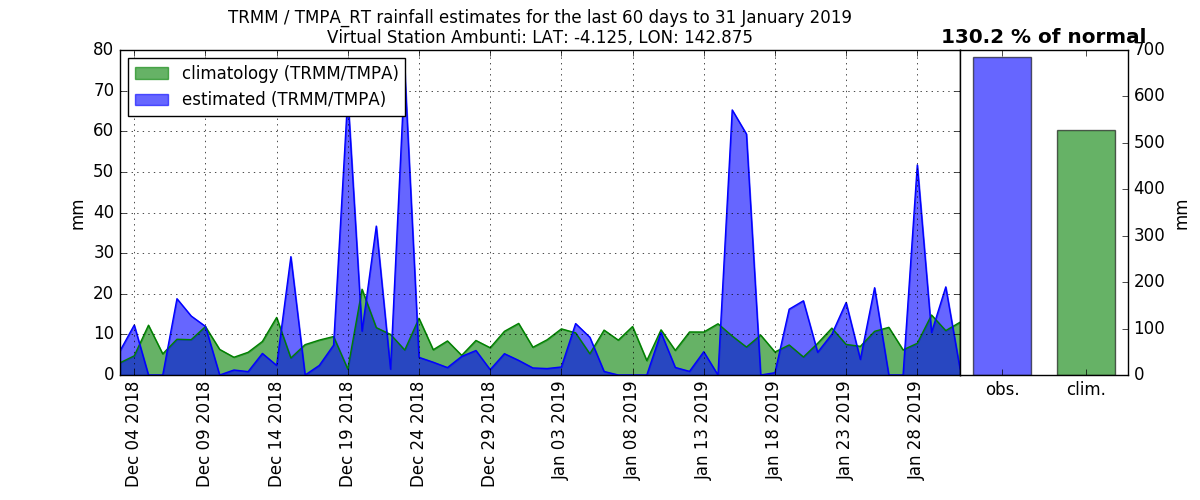 TRMM / TMPA_RT rainfall estimates for the last 60 days to 31 January 2019
Virtual Station Ambunti: LAT: -4.125, LON: 142.875
130.2 % of normal
climatology (TRMM/TMPA)
estimated (TRMM/TMPA)
mm
80
70
60
50
40
30
20
10
0
Dec 04 2018
Dec 09 2018
Dec 14 2018
Dec 19 2018
Dec 24 2018
Dec 29 2018
Jan 03 2019
Jan 08 2019
Jan 13 2019
Jan 18 2019
Jan 23 2019
Jan 28 2019
obs.
clim.
700
600
500
400
300
200
100
0
mm